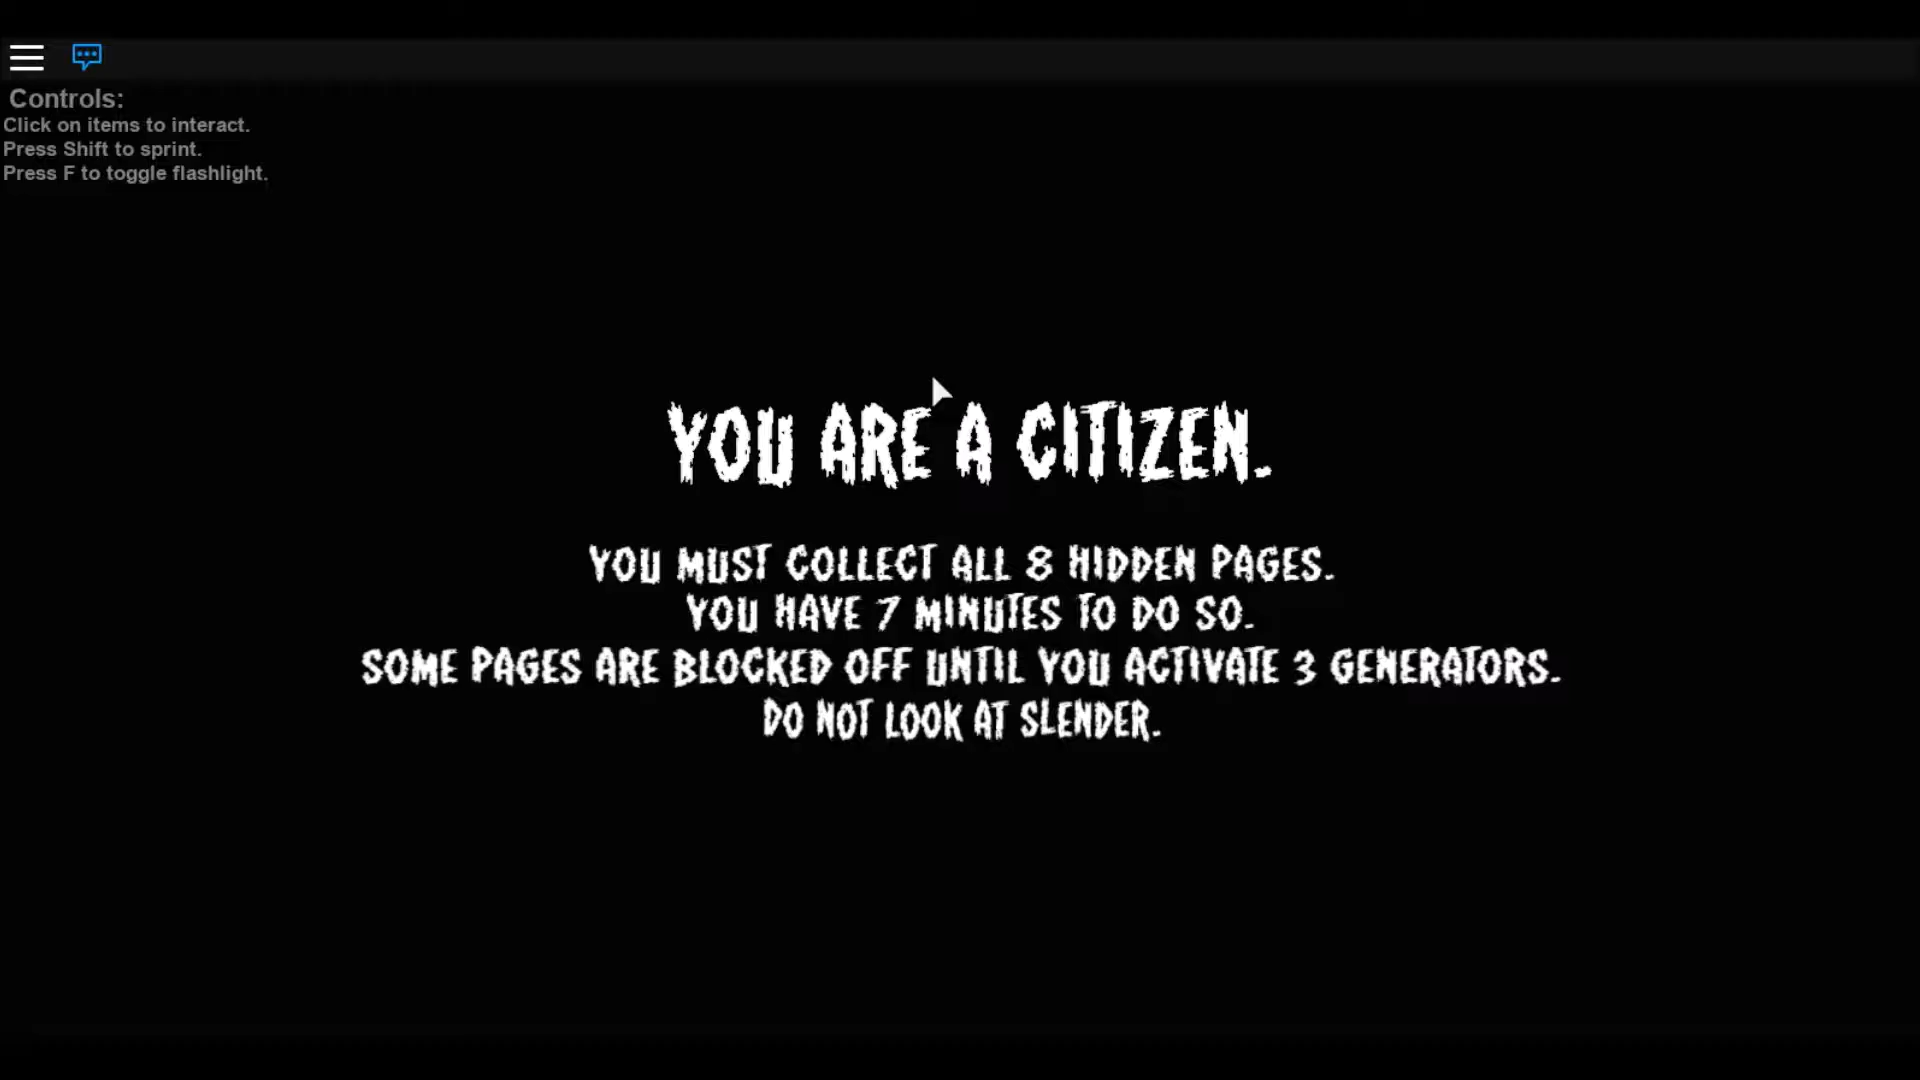 Controls:
Click on items to interact.
Press Shift to sprint.
Press F to toggle flashlight.
YOU ARE A CITIZEN.
YOU MUST COLLECT ALL 8 HIDDEN PAGES.
YOU HAVE 7 MINUTES TO DO SO.
SOME PAGES ARE BLOCKED OFF UNTIL YOU ACTIVATE 3 GENERATORS.
DO NOT LOOK AT SLENDER.